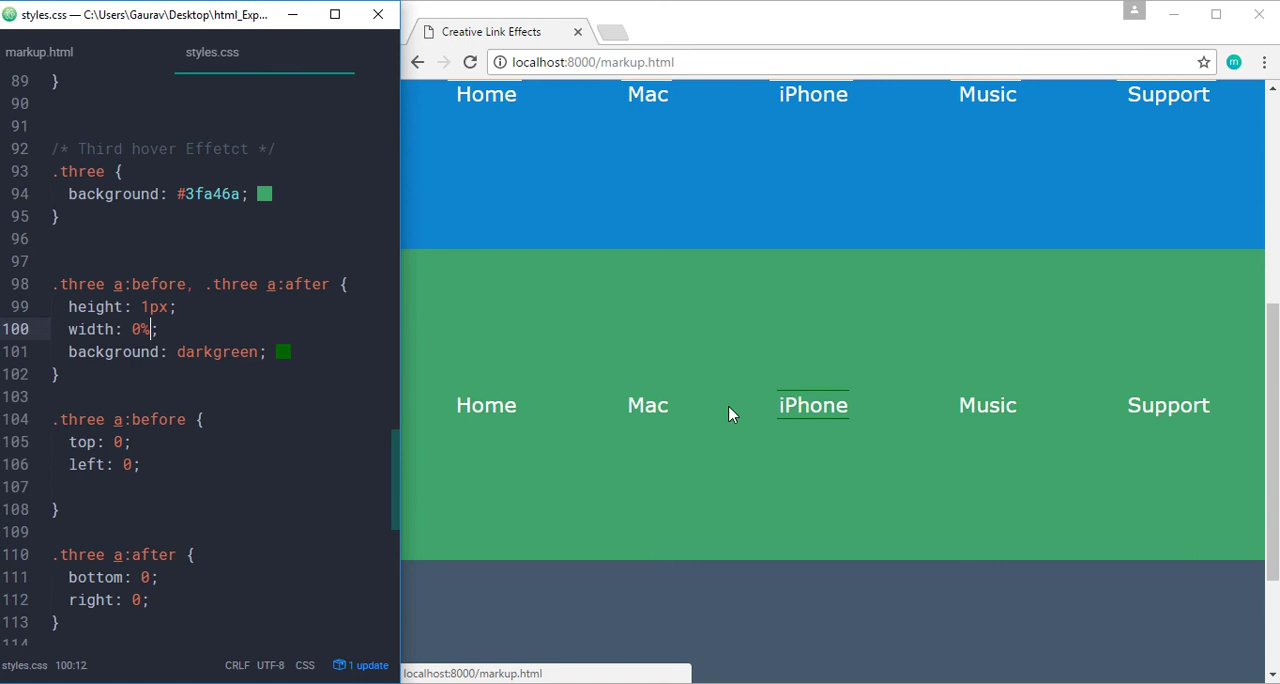 styles.css — C:\Users\Gaurav\Desktop\html_Exp...
markup.html styles.css
89 }
90
91
92 /* Third hover Effetct */
93 .three {
94 background: #3fa46a;
95 }
96
97
98 .three a:before, .three a:after {
99 height: 1px;
100 width: 0%;
101 background: darkgreen;
102 }
103
104 .three a:before {
105 top: 0;
106 left: 0;
107
108 }
109
110 .three a:after {
111 bottom: 0;
112 right: 0;
113 }
114
styles.css 100:12 CRLF UTF-8 CSS 1 update
Creative Link Effects
localhost:8000/markup.html m
Home Mac iPhone Music Support
Home Mac iPhone Music Support
localhost:8000/markup.html